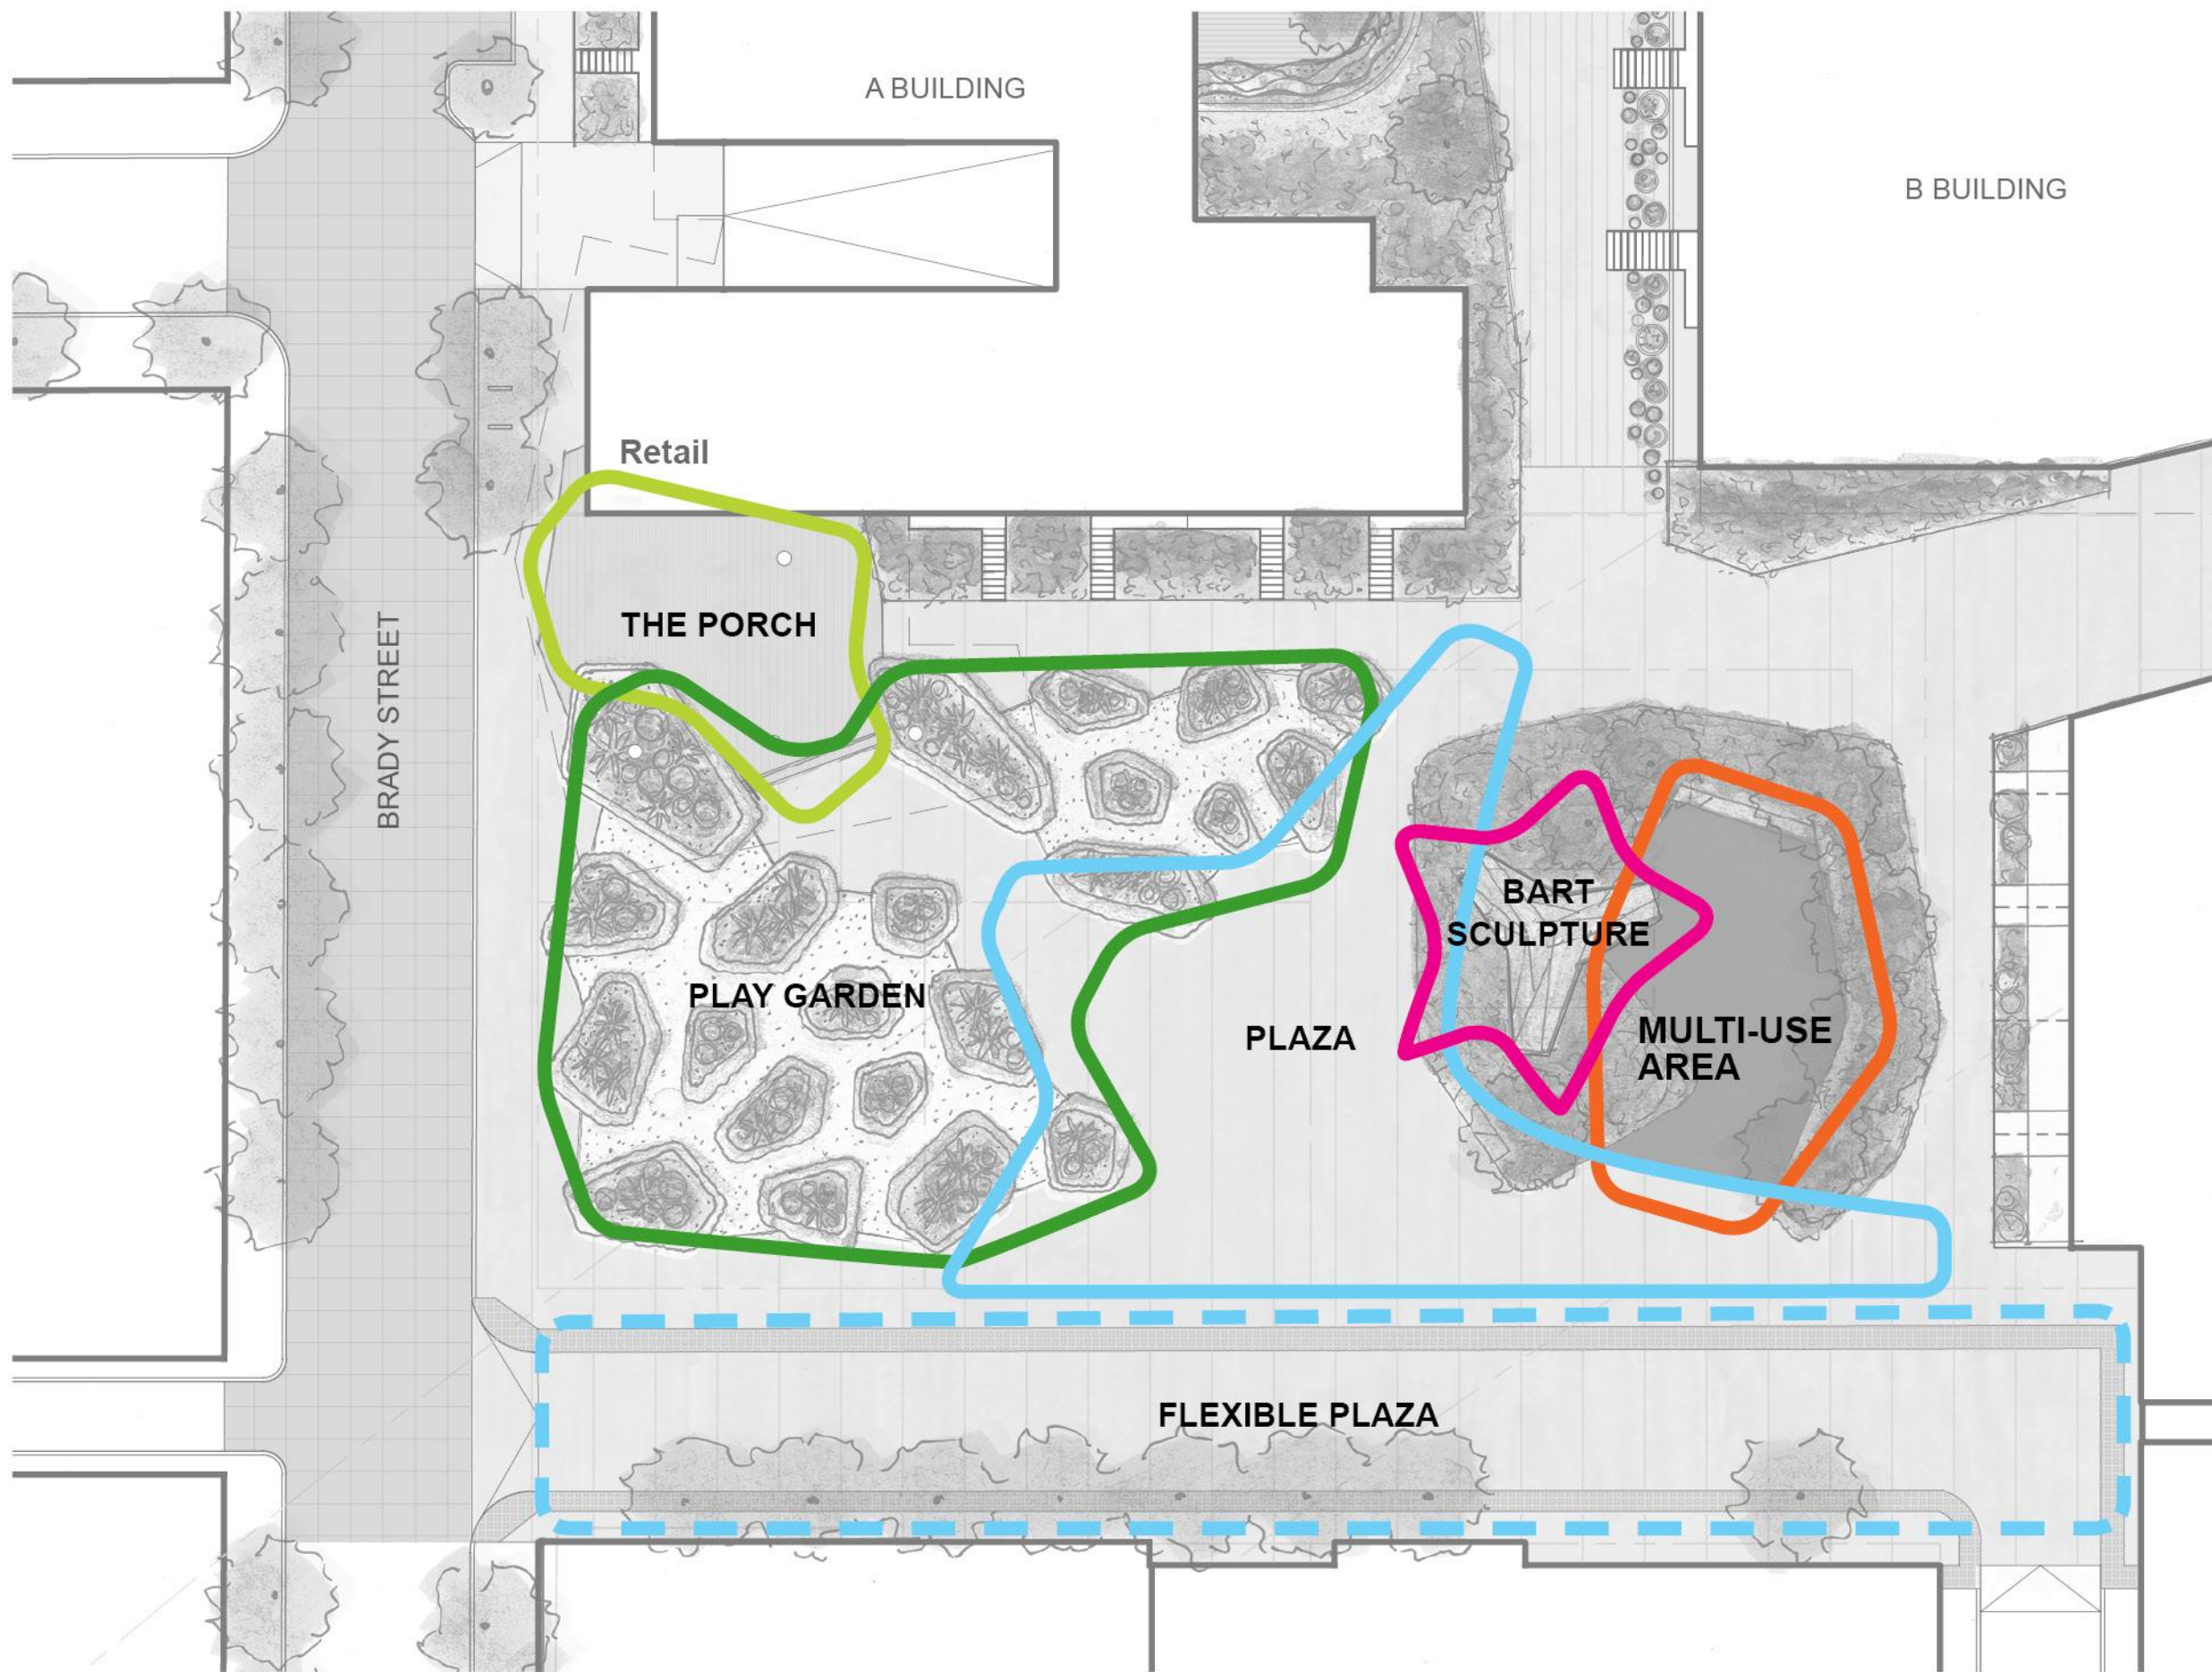 A BUILDING
B BUILDING
Retail
THE PORCH
BRADY STREET
BART
SCULPTURE
PLAY GARDEN
PLAZA
MULTI-USE
AREA
FLEXIBLE PLAZA